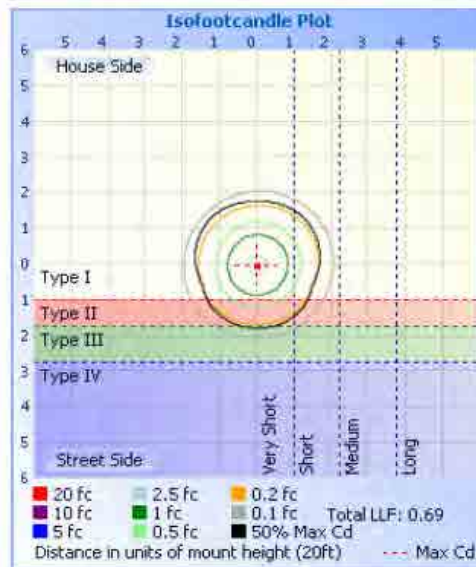 Isofootcandle Plot
5 4 3 2 1 0 1 2 3 4 5
6
House Side
5
4
3
2
1
0
Type I
1
Type II
2
Type III
3
Type IV
4
5
6
Street Side
Very Short
Short
Medium
Long
20 fc 2.5 fc 0.2 fc
10 fc 1 fc 0.1 fc Total LLF: 0.69
5 fc 0.5 fc 50% Max Cd
Distance in units of mount height (20ft) Max Cd